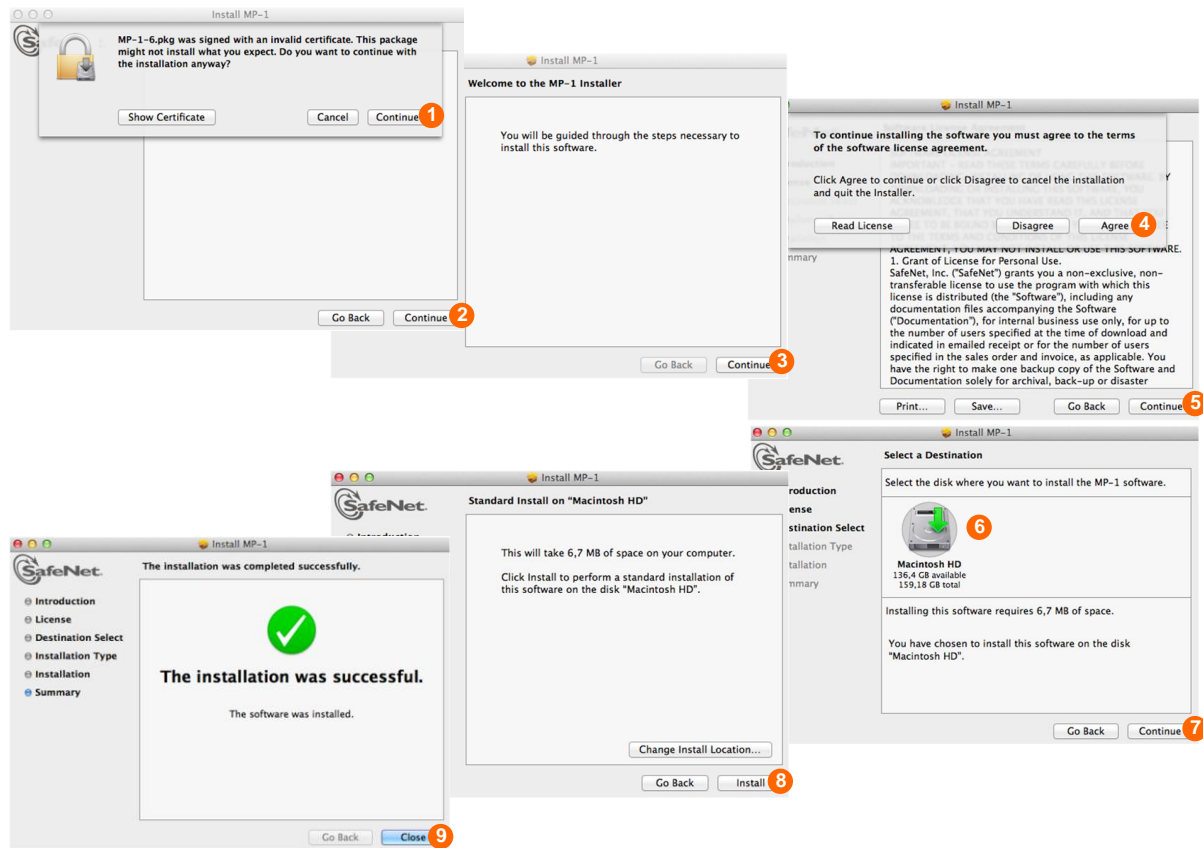 Install MP-1
MP-1-6.pkg was signed with an invalid certificate. This package
might not install what you expect. Do you want to continue with
the installation anyway?
Show Certificate
Cancel
Continue
1
Go Back
Continue
2
Install MP-1
Welcome to the MP-1 Installer
You will be guided through the steps necessary to
install this software.
Go Back
Continue
3
Install MP-1
To continue installing the software you must agree to the terms
of the software license agreement.
Click Agree to continue or click Disagree to cancel the installation
and quit the Installer.
Read License
Disagree
Agree
4
AGREEMENT, YOU MAY NOT INSTALL OR USE THIS SOFTWARE.
1. Grant of License for Personal Use.
SafeNet, Inc. ("SafeNet") grants you a non-exclusive, non-
transferable license to use the program with which this
license is distributed (the "Software"), including any
documentation files accompanying the Software
("Documentation"), for internal business use only, for up to
the number of users specified at the time of download and
indicated in emailed receipt or for the number of users
specified in the sales order and invoice, as applicable. You
have the right to make one backup copy of the Software and
Documentation solely for archival, back-up or disaster
Print...
Save...
Go Back
Continue
5
Install MP-1
SafeNet.
Select a Destination
Select the disk where you want to install the MP-1 software.
roduction
ense
stination Select
tallation Type
tallation
mmary
6
Macintosh HD
136,4 GB available
159,18 GB total
Installing this software requires 6,7 MB of space.
You have chosen to install this software on the disk
"Macintosh HD".
Go Back
Continue
7
Install MP-1
SafeNet.
Standard Install on "Macintosh HD"
This will take 6,7 MB of space on your computer.
Click Install to perform a standard installation of
this software on the disk "Macintosh HD".
Change Install Location...
Go Back
Install
8
Install MP-1
SafeNet.
The installation was completed successfully.
Introduction
License
Destination Select
Installation Type
Installation
Summary
The installation was successful.
The software was installed.
Go Back
Close
9